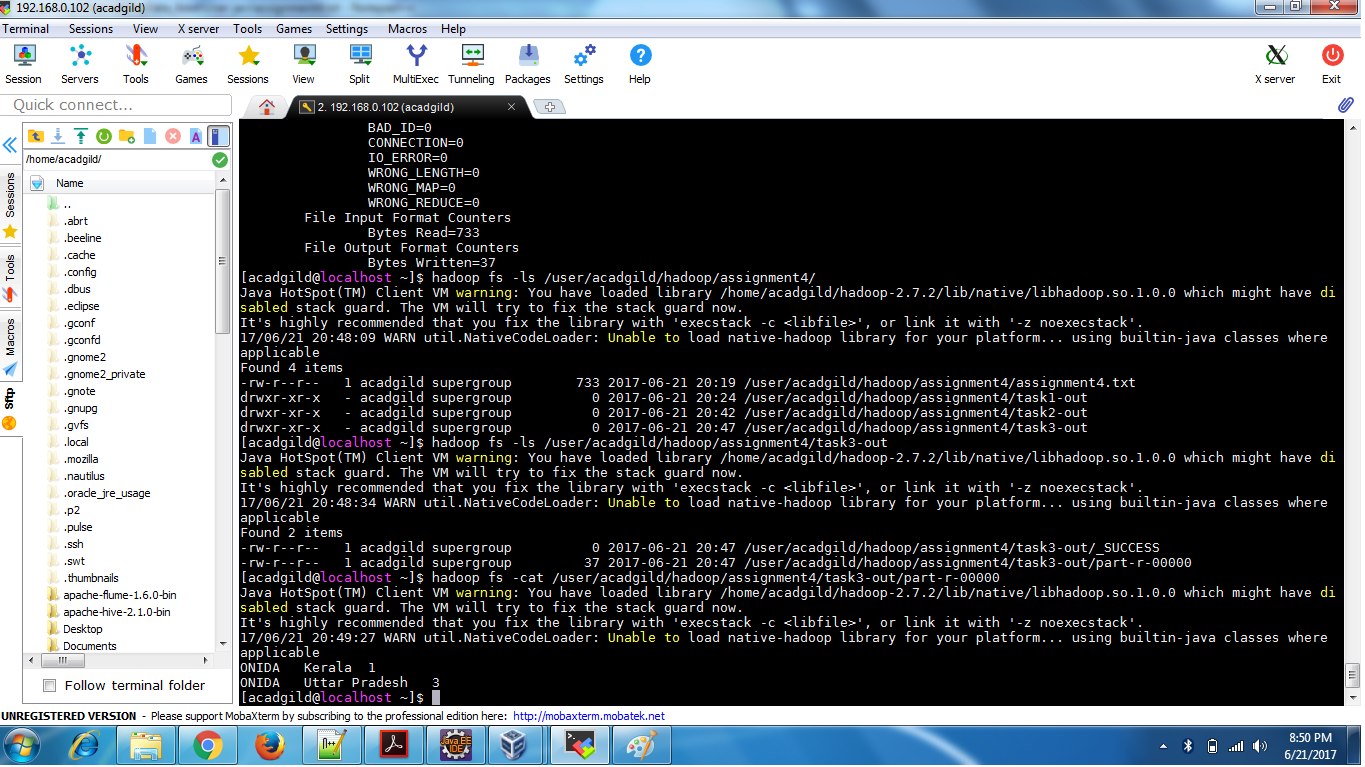 192.168.0.102 (acadgild)
Terminal Sessions View X server Tools Games Settings Macros Help
Session Servers Tools Games Sessions View Split MultiExec Tunneling Packages Settings Help X server Exit
Quick connect...
2. 192.168.0.102 (acadgild)
Sessions
Tools
Macros
Sftp
/home/acadgild/
Name
..
.abrt
.beeline
.cache
.config
.dbus
.eclipse
.gconf
.gconfd
.gnome2
.gnome2_private
.gnote
.gnupg
.gvfs
.local
.mozilla
.nautilus
.oracle_jre_usage
.p2
.pulse
.ssh
.swt
.thumbnails
apache-flume-1.6.0-bin
apache-hive-2.1.0-bin
Desktop
Documents
Follow terminal folder
BAD_ID=0
CONNECTION=0
IO_ERROR=0
WRONG_LENGTH=0
WRONG_MAP=0
WRONG_REDUCE=0
File Input Format Counters
Bytes Read=733
File Output Format Counters
Bytes Written=37
[acadgild@localhost ~]$ hadoop fs -ls /user/acadgild/hadoop/assignment4/
Java HotSpot(TM) Client VM warning: You have loaded library /home/acadgild/hadoop-2.7.2/lib/native/libhadoop.so.1.0.0 which might have di
sabled stack guard. The VM will try to fix the stack guard now.
It's highly recommended that you fix the library with 'execstack -c <libfile>', or link it with '-z noexecstack'.
17/06/21 20:48:09 WARN util.NativeCodeLoader: Unable to load native-hadoop library for your platform... using builtin-java classes where
applicable
Found 4 items
-rw-r--r-- 1 acadgild supergroup 733 2017-06-21 20:19 /user/acadgild/hadoop/assignment4/assignment4.txt
drwxr-xr-x - acadgild supergroup 0 2017-06-21 20:24 /user/acadgild/hadoop/assignment4/task1-out
drwxr-xr-x - acadgild supergroup 0 2017-06-21 20:42 /user/acadgild/hadoop/assignment4/task2-out
drwxr-xr-x - acadgild supergroup 0 2017-06-21 20:47 /user/acadgild/hadoop/assignment4/task3-out
[acadgild@localhost ~]$ hadoop fs -ls /user/acadgild/hadoop/assignment4/task3-out
Java HotSpot(TM) Client VM warning: You have loaded library /home/acadgild/hadoop-2.7.2/lib/native/libhadoop.so.1.0.0 which might have di
sabled stack guard. The VM will try to fix the stack guard now.
It's highly recommended that you fix the library with 'execstack -c <libfile>', or link it with '-z noexecstack'.
17/06/21 20:48:34 WARN util.NativeCodeLoader: Unable to load native-hadoop library for your platform... using builtin-java classes where
applicable
Found 2 items
-rw-r--r-- 1 acadgild supergroup 0 2017-06-21 20:47 /user/acadgild/hadoop/assignment4/task3-out/_SUCCESS
-rw-r--r-- 1 acadgild supergroup 37 2017-06-21 20:47 /user/acadgild/hadoop/assignment4/task3-out/part-r-00000
[acadgild@localhost ~]$ hadoop fs -cat /user/acadgild/hadoop/assignment4/task3-out/part-r-00000
Java HotSpot(TM) Client VM warning: You have loaded library /home/acadgild/hadoop-2.7.2/lib/native/libhadoop.so.1.0.0 which might have di
sabled stack guard. The VM will try to fix the stack guard now.
It's highly recommended that you fix the library with 'execstack -c <libfile>', or link it with '-z noexecstack'.
17/06/21 20:49:27 WARN util.NativeCodeLoader: Unable to load native-hadoop library for your platform... using builtin-java classes where
applicable
ONIDA Kerala 1
ONIDA Uttar Pradesh 3
[acadgild@localhost ~]$
UNREGISTERED VERSION - Please support MobaXterm by subscribing to the professional edition here: http://mobaxterm.mobatek.net
Java EE
IDE
8:50 PM
6/21/2017